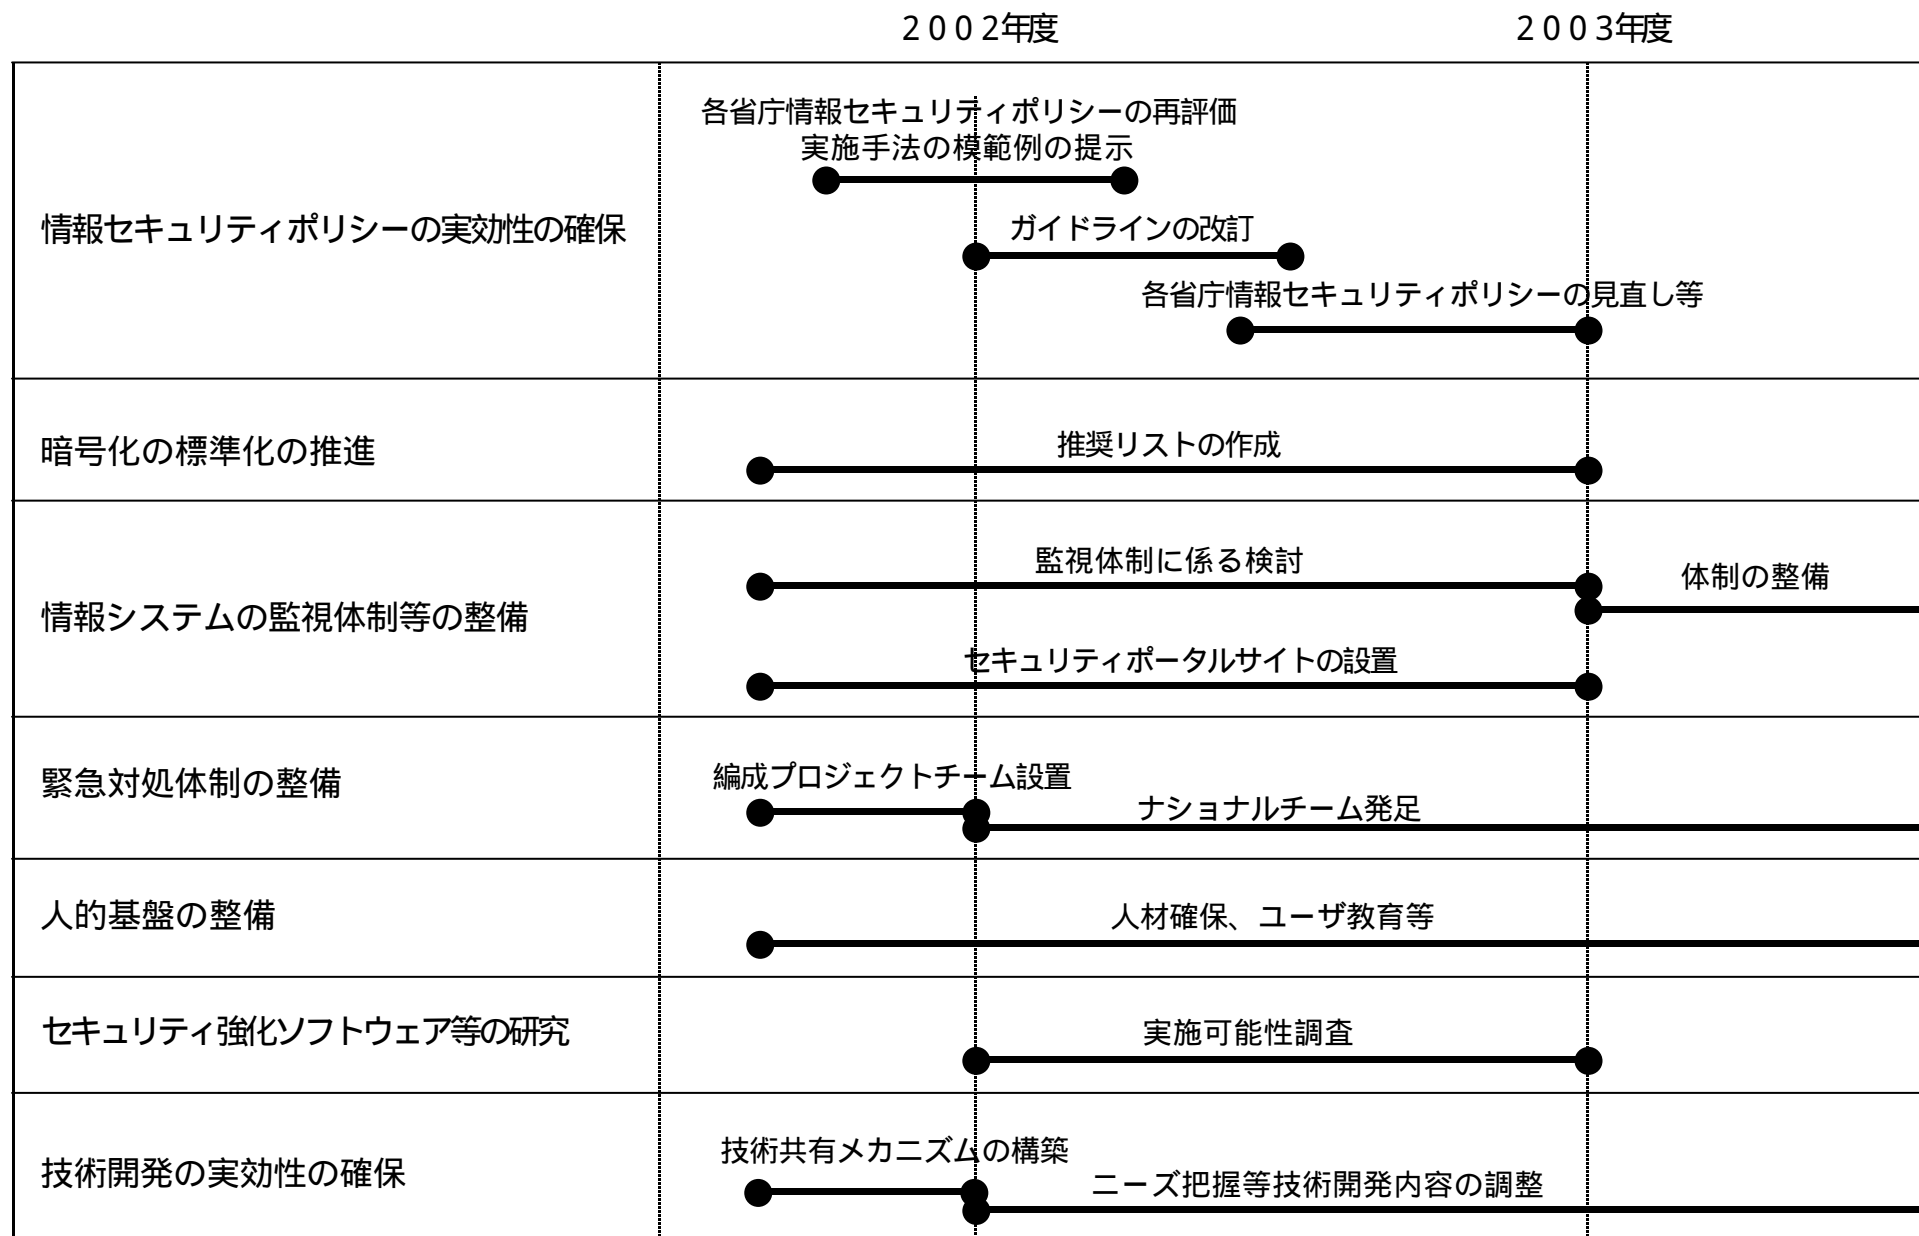 2002年度
2003年度
各省庁情報セキュリティポリシーの再評価
実施手法の模範例の提示
情報セキュリティポリシーの実効性の確保
ガイドラインの改訂
各省庁情報セキュリティポリシーの見直し等
暗号化の標準化の推進
推奨リストの作成
監視体制に係る検討
体制の整備
情報システムの監視体制等の整備
セキュリティポータルサイトの設置
緊急対処体制の整備
編成プロジェクトチーム設置
ナショナルチーム発足
人的基盤の整備
人材確保、ユーザ教育等
セキュリティ強化ソフトウェア等の研究
実施可能性調査
技術共有メカニズムの構築
技術開発の実効性の確保
ニーズ把握等技術開発内容の調整